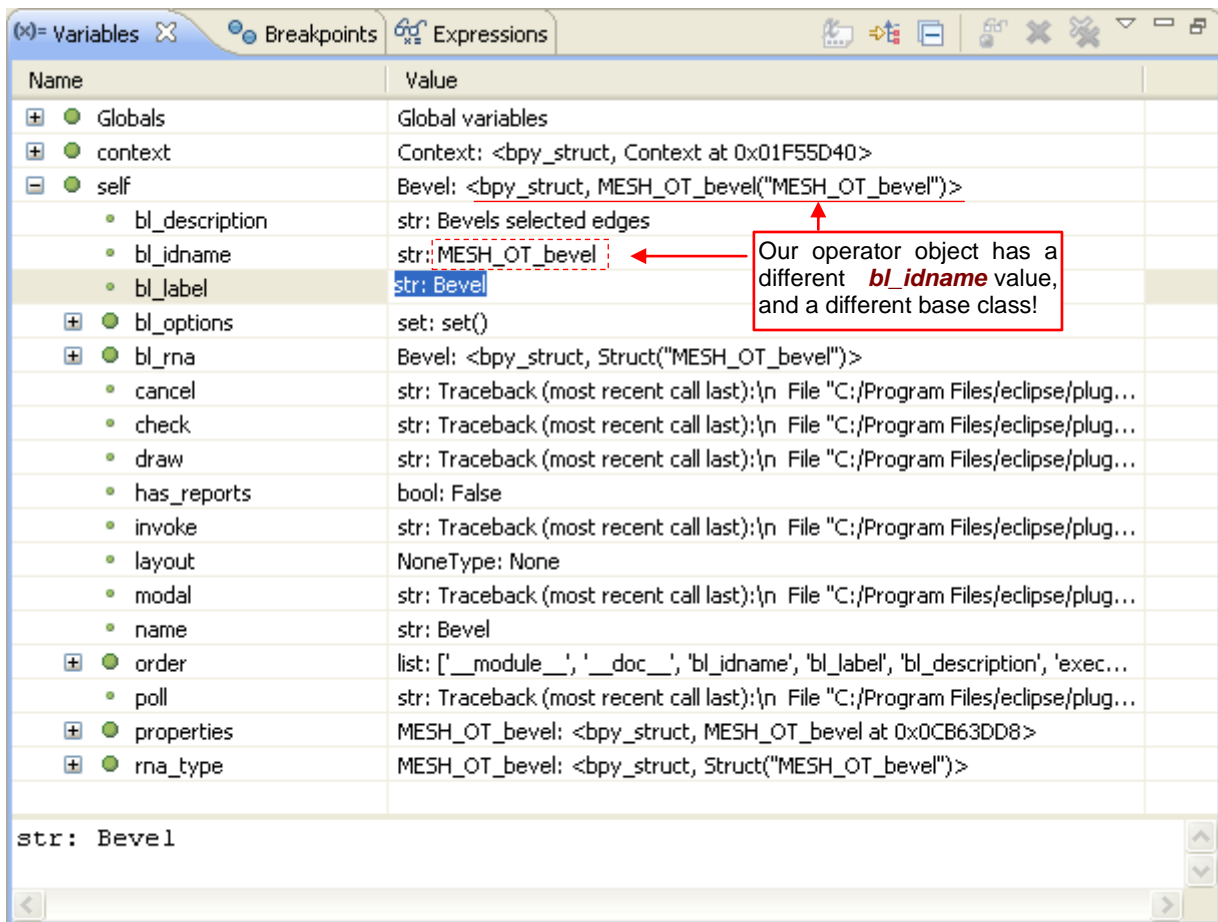 (x)= Variables Breakpoints Expressions
Name Value
Globals Global variables
context Context: <bpy_struct, Context at 0x01F55D40>
self Bevel: <bpy_struct, MESH_OT_bevel("MESH_OT_bevel")>
bl_description str: Bevels selected edges
bl_idname str: MESH_OT_bevel
bl_label str: Bevel
Our operator object has a
different bl_idname value,
and a different base class!
bl_options set: set()
bl_rna Bevel: <bpy_struct, Struct("MESH_OT_bevel")>
cancel str: Traceback (most recent call last):\n File "C:/Program Files/eclipse/plug...
check str: Traceback (most recent call last):\n File "C:/Program Files/eclipse/plug...
draw str: Traceback (most recent call last):\n File "C:/Program Files/eclipse/plug...
has_reports bool: False
invoke str: Traceback (most recent call last):\n File "C:/Program Files/eclipse/plug...
layout NoneType: None
modal str: Traceback (most recent call last):\n File "C:/Program Files/eclipse/plug...
name str: Bevel
order list: ['__module__', '__doc__', 'bl_idname', 'bl_label', 'bl_description', 'exec...
poll str: Traceback (most recent call last):\n File "C:/Program Files/eclipse/plug...
properties MESH_OT_bevel: <bpy_struct, MESH_OT_bevel at 0x0CB63DD8>
rna_type MESH_OT_bevel: <bpy_struct, Struct("MESH_OT_bevel")>
str: Bevel